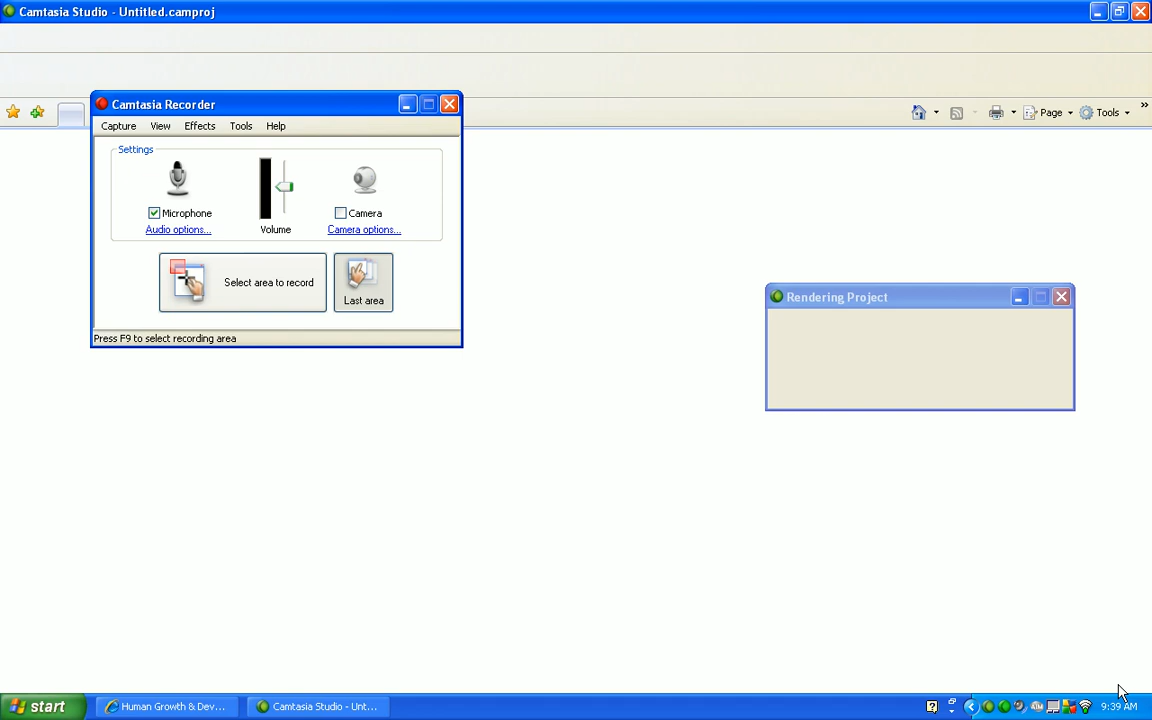 Camtasia Studio - Untitled.camproj
Page
Tools
Camtasia Recorder
Capture View Effects Tools Help
Settings
Microphone
Camera
Audio options...
Volume
Camera options...
Select area to record
Last area
Press F9 to select recording area
Rendering Project
start
Human Growth & Dev...
Camtasia Studio - Unt...
9:39 AM